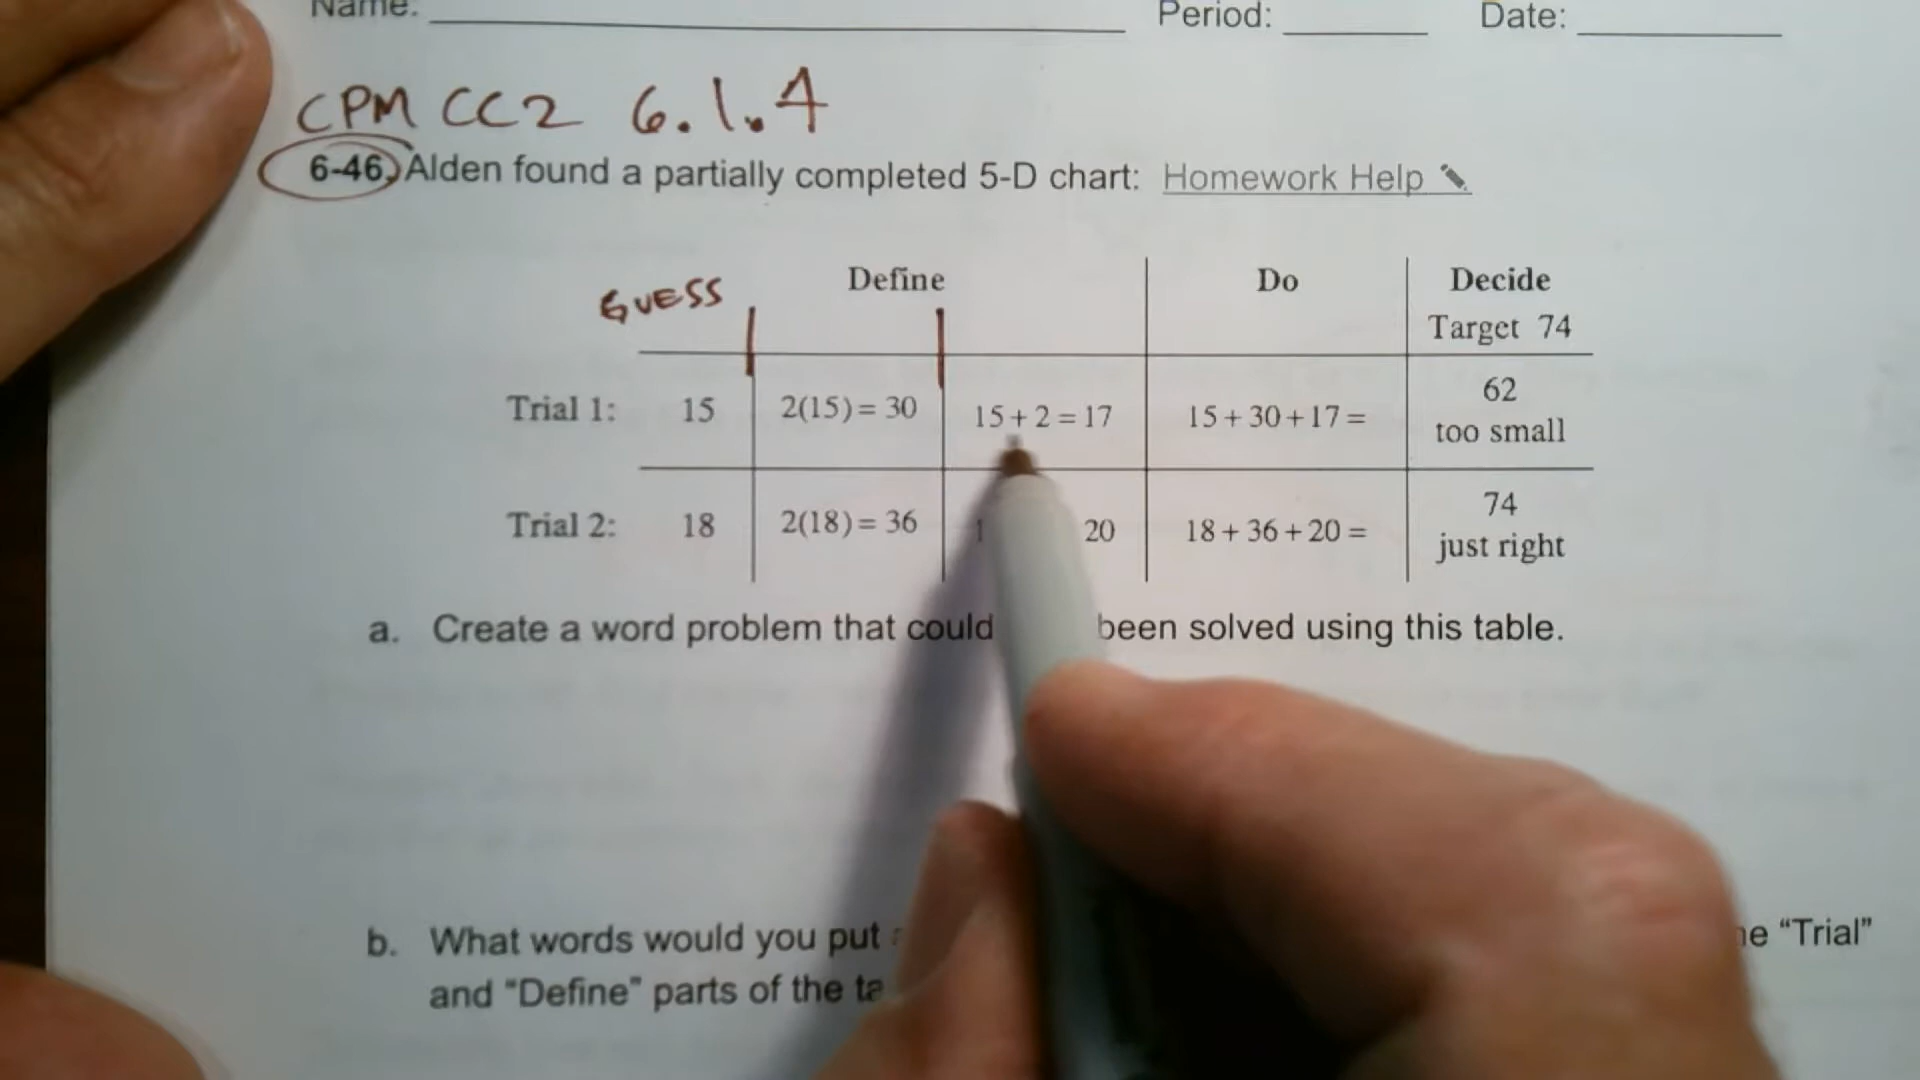 Name: Period: Date:
CPM CC2 6.1.4
6-46. Alden found a partially completed 5-D chart: Homework Help
GUESS Define Do Decide
Target 74
Trial 1: 15 2(15) = 30 15 + 2 = 17 15 + 30 + 17 = 62
too small
Trial 2: 18 2(18) = 36 1 20 18 + 36 + 20 = 74
just right
a. Create a word problem that could been solved using this table.
b. What words would you put "Trial"
and "Define" parts of the